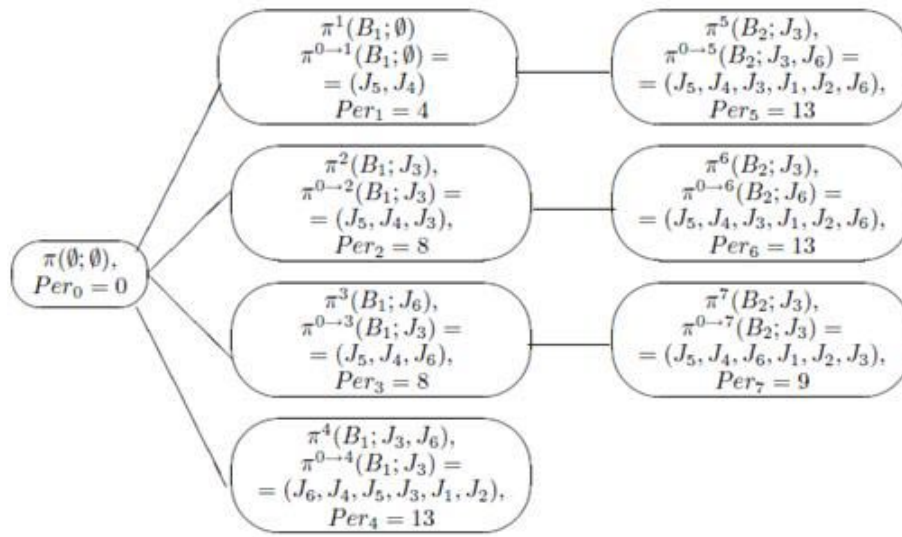 π(∅; ∅),
Per₀ = 0
π¹(B₁; ∅)
π⁰→¹(B₁; ∅) =
= (J₅, J₄)
Per₁ = 4
π²(B₁; J₃),
π⁰→²(B₁; J₃) =
= (J₅, J₄, J₃),
Per₂ = 8
π³(B₁; J₆),
π⁰→³(B₁; J₃) =
= (J₅, J₄, J₆),
Per₃ = 8
π⁴(B₁; J₃, J₆),
π⁰→⁴(B₁; J₃) =
= (J₆, J₄, J₅, J₃, J₁, J₂),
Per₄ = 13
π⁵(B₂; J₃),
π⁰→⁵(B₂; J₃, J₆) =
= (J₅, J₄, J₃, J₁, J₂, J₆),
Per₅ = 13
π⁶(B₂; J₃),
π⁰→⁶(B₂; J₆) =
= (J₅, J₄, J₃, J₁, J₂, J₆),
Per₆ = 13
π⁷(B₂; J₃),
π⁰→⁷(B₂; J₃) =
= (J₅, J₄, J₆, J₁, J₂, J₃),
Per₇ = 9